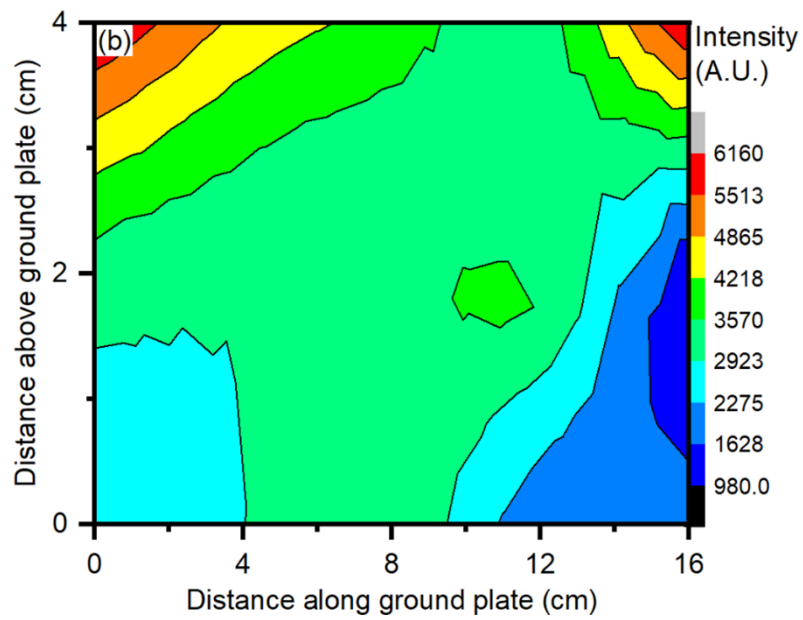 (b)
Intensity
(A.U.)
6160
5513
4865
4218
3570
2923
2275
1628
980.0
Distance above ground plate (cm)
4
2
0
0 4 8 12 16
Distance along ground plate (cm)